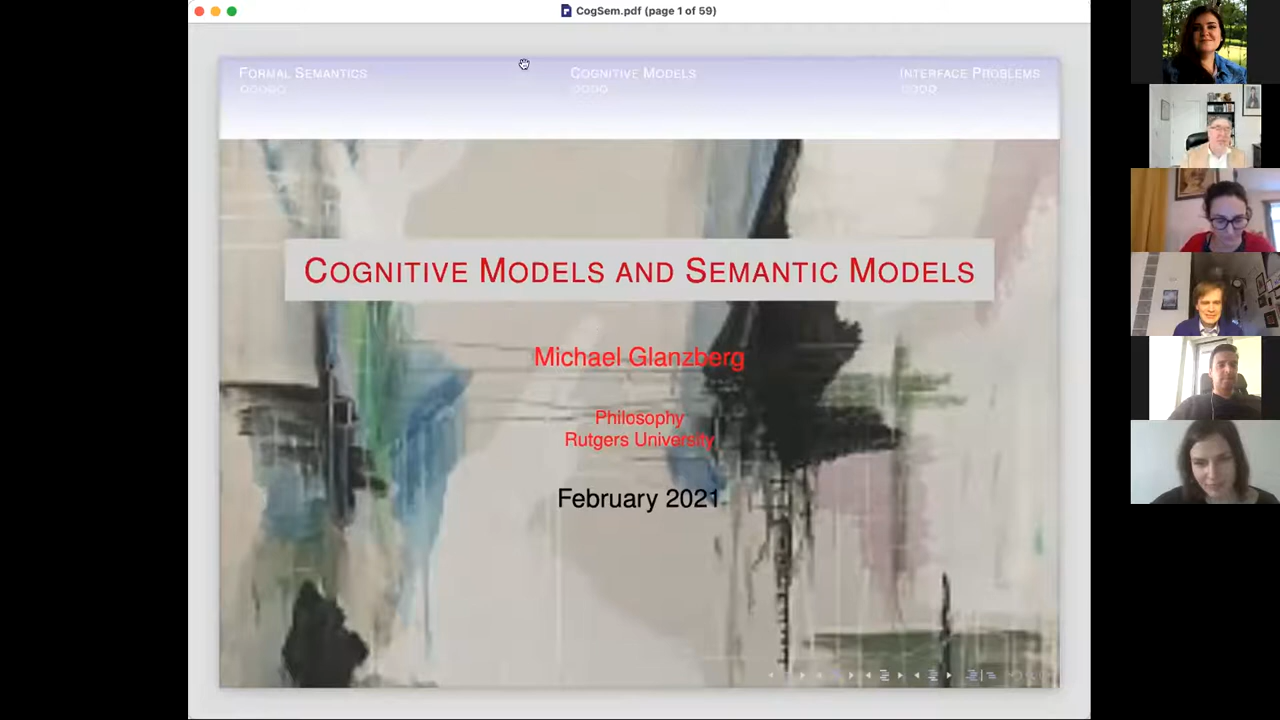 CogSem.pdf (page 1 of 59)
FORMAL SEMANTICS
COGNITIVE MODELS
INTERFACE PROBLEMS
COGNITIVE MODELS AND SEMANTIC MODELS
Michael Glanzberg
Philosophy
Rutgers University
February 2021